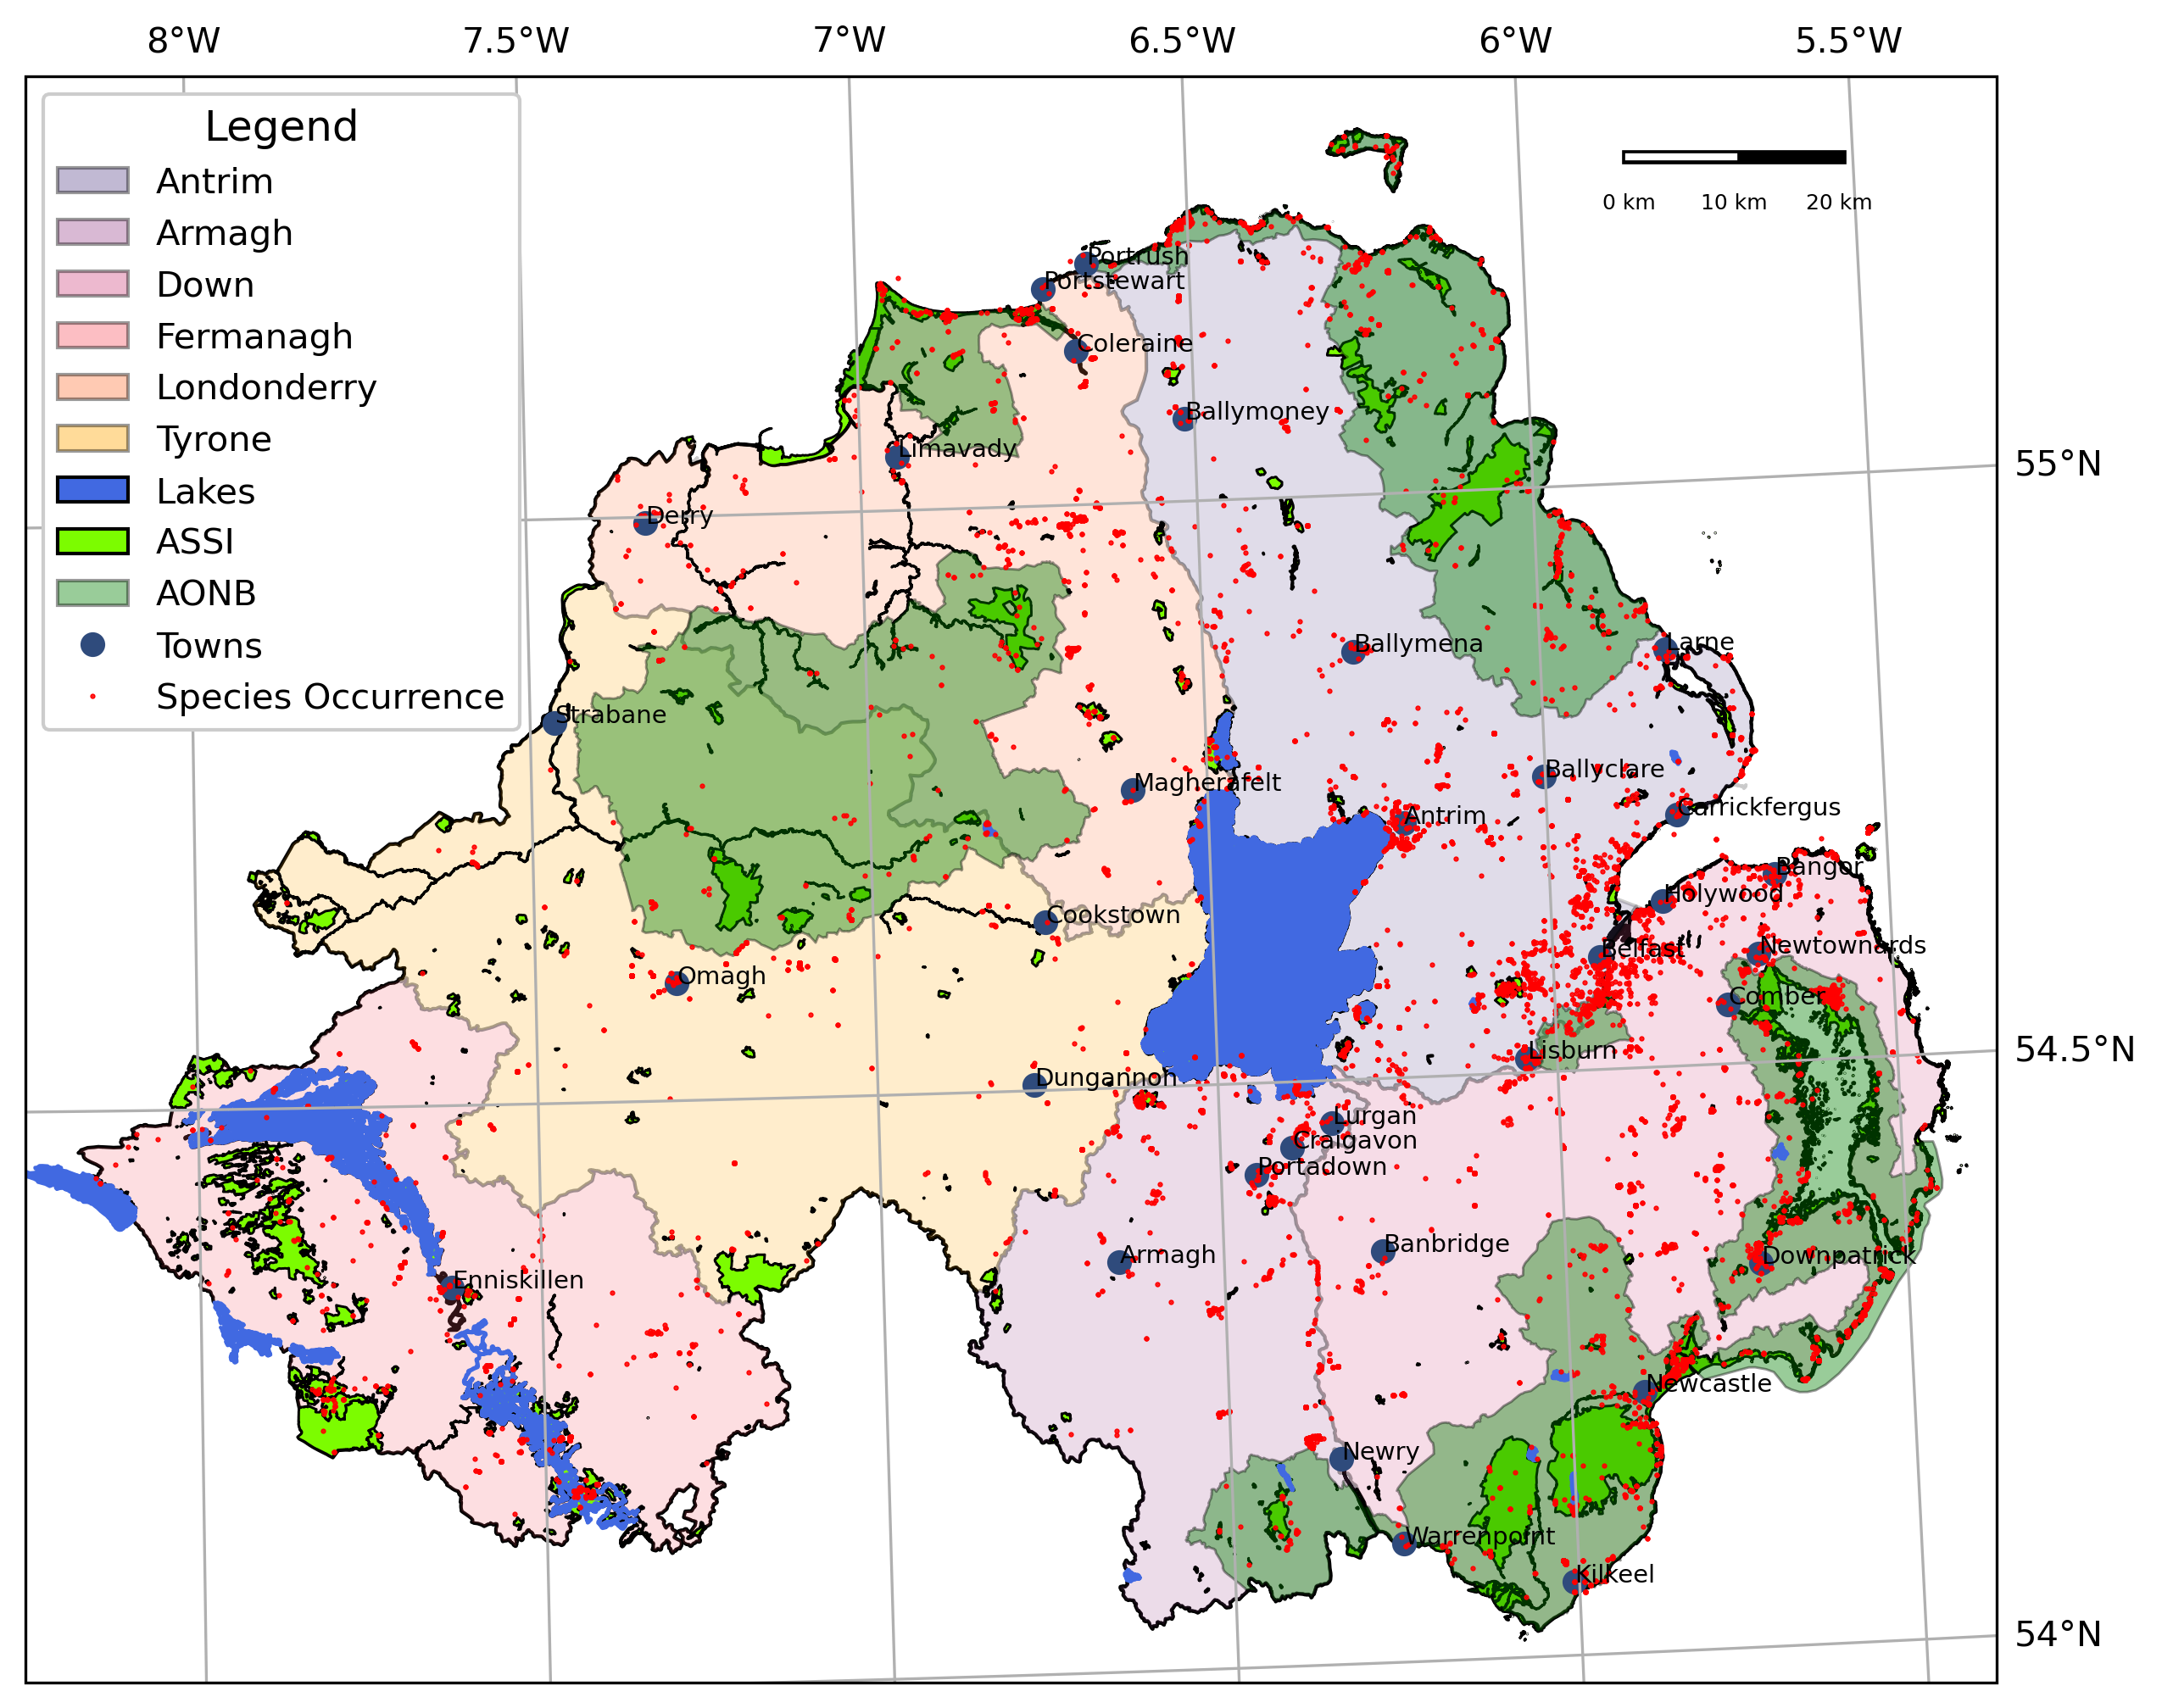 8°W 7.5°W 7°W 6.5°W 6°W 5.5°W
Legend
Antrim
Armagh
Down
Fermanagh
Londonderry
Tyrone
Lakes
ASSI
AONB
Towns
Species Occurrence
0 km 10 km 20 km
Portrush
Portstewart
Coleraine
Ballymoney
Limavady
55°N
Derry
Ballymena
Larne
Strabane
Ballyclare
Magherafelt
Carrickfergus
Antrim
Bangor
Holywood
Cookstown
Newtownards
Belfast
Omagh
Comber
Lisburn
54.5°N
Dungannon
Lurgan
Craigavon
Portadown
Banbridge
Armagh
Downpatrick
Enniskillen
Newcastle
Newry
Warrenpoint
Kilkeel
54°N